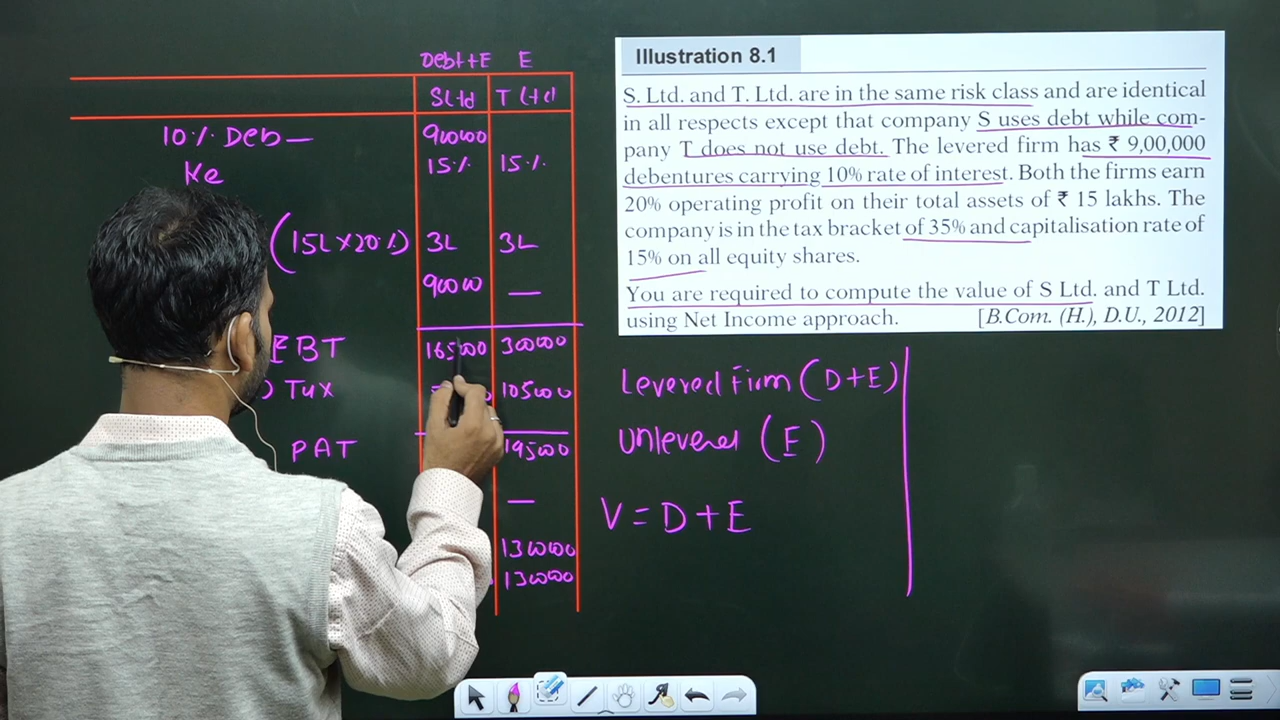 Debt+E E
S Ltd T Ltd
10% Deb – 900000
Ke 15% 15%
(15L×20%) 3L 3L
90000 —
EBT 165000 300000
) Tax 105000
PAT 195000
—
1300000
1300000
Illustration 8.1
S. Ltd. and T. Ltd. are in the same risk class and are identical
in all respects except that company S uses debt while com-
pany T does not use debt. The levered firm has ₹ 9,00,000
debentures carrying 10% rate of interest. Both the firms earn
20% operating profit on their total assets of ₹ 15 lakhs. The
company is in the tax bracket of 35% and capitalisation rate of
15% on all equity shares.
You are required to compute the value of S Ltd. and T Ltd.
using Net Income approach. [B.Com. (H.), D.U., 2012]
Levered Firm (D+E)
Unlevered (E)
V = D+E